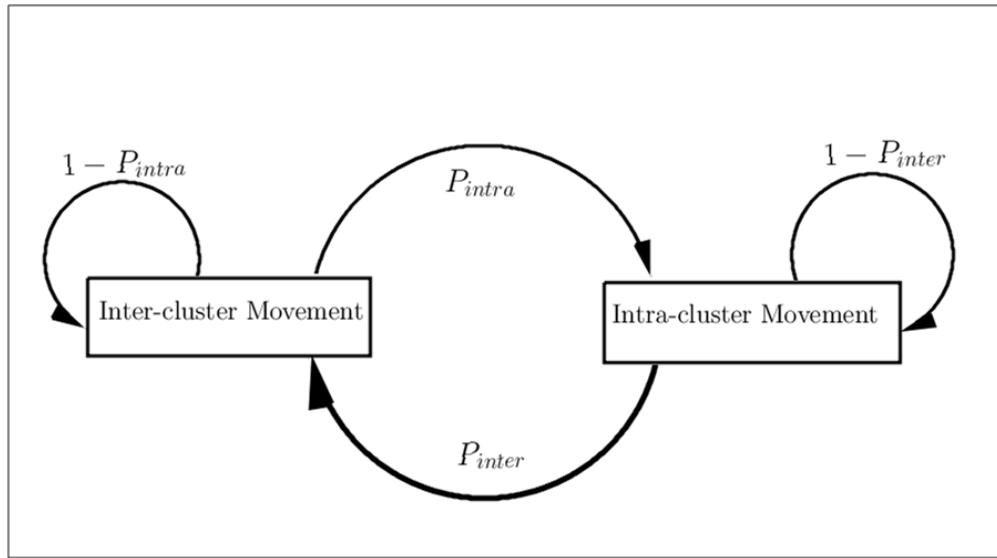 1 − P_intra
P_intra
1 − P_inter
Inter-cluster Movement
Intra-cluster Movement
P_inter